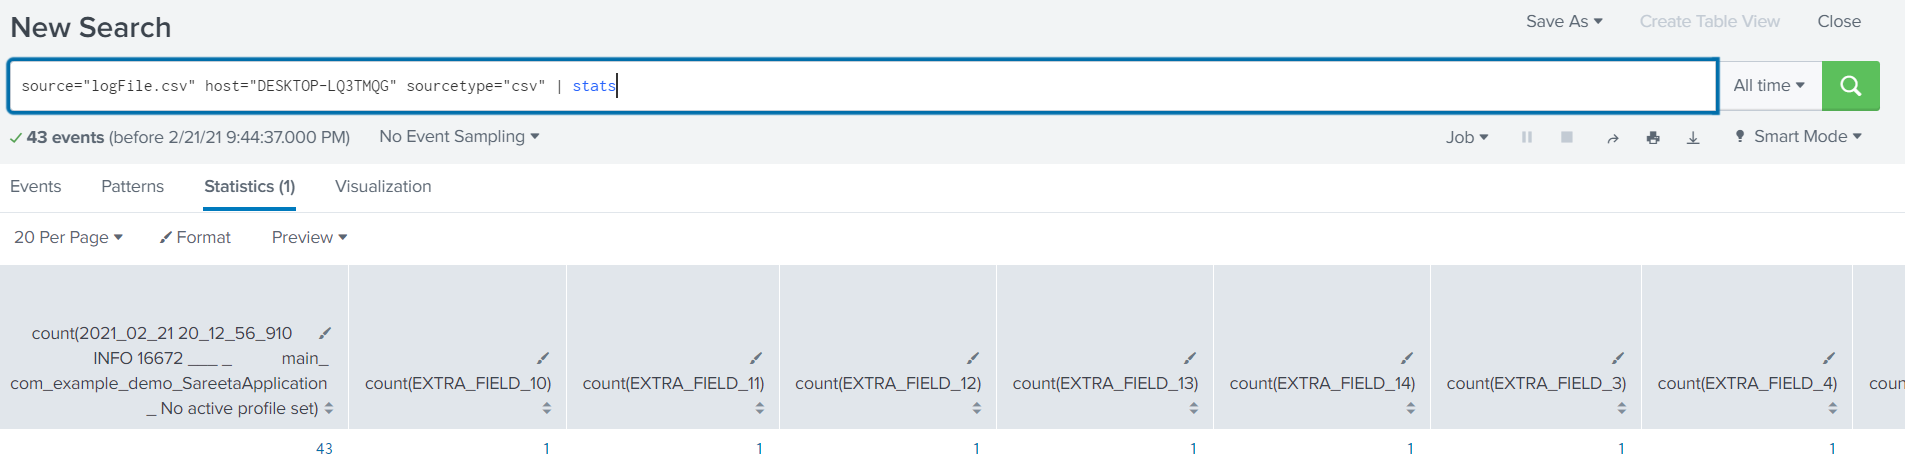 New Search
Save As Create Table View Close
source="logFile.csv" host="DESKTOP-LQ3TMQG" sourcetype="csv" | stats
All time
43 events (before 2/21/21 9:44:37.000 PM) No Event Sampling
Job Smart Mode
Events Patterns Statistics (1) Visualization
20 Per Page Format Preview
count(2021_02_21 20_12_56_910
INFO 16672 ___ _ main_
com_example_demo_SareetaApplication
_ No active profile set)
count(EXTRA_FIELD_10) count(EXTRA_FIELD_11) count(EXTRA_FIELD_12) count(EXTRA_FIELD_13) count(EXTRA_FIELD_14) count(EXTRA_FIELD_3) count(EXTRA_FIELD_4) coun
43 1 1 1 1 1 1 1